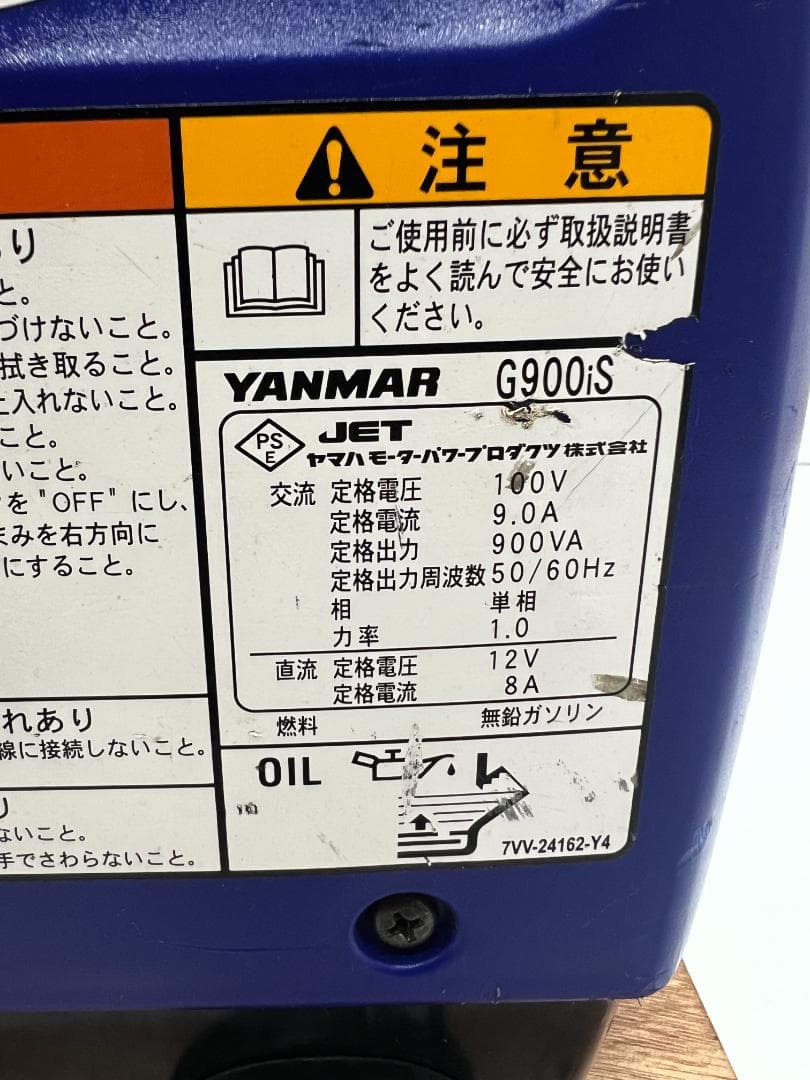 注意
ご使用前に必ず取扱説明書
をよく読んで安全にお使い
ください。
YANMAR G900iS
PS
E
JET
ヤマハモーターパワープロダクツ株式会社
交流 定格電圧 100V
定格電流 9.0A
定格出力 900VA
定格出力周波数 50/60Hz
相 単相
力率 1.0
直流 定格電圧 12V
定格電流 8A
燃料 無鉛ガソリン
OIL
7VV-24162-Y4
あり
と。
づけないこと。
拭き取ること。
入れないこと。
こと。
いこと。
を"OFF"にし、
まみを右方向に
にすること。
れあり
線に接続しないこと。
り
ないこと。
手でさわらないこと。